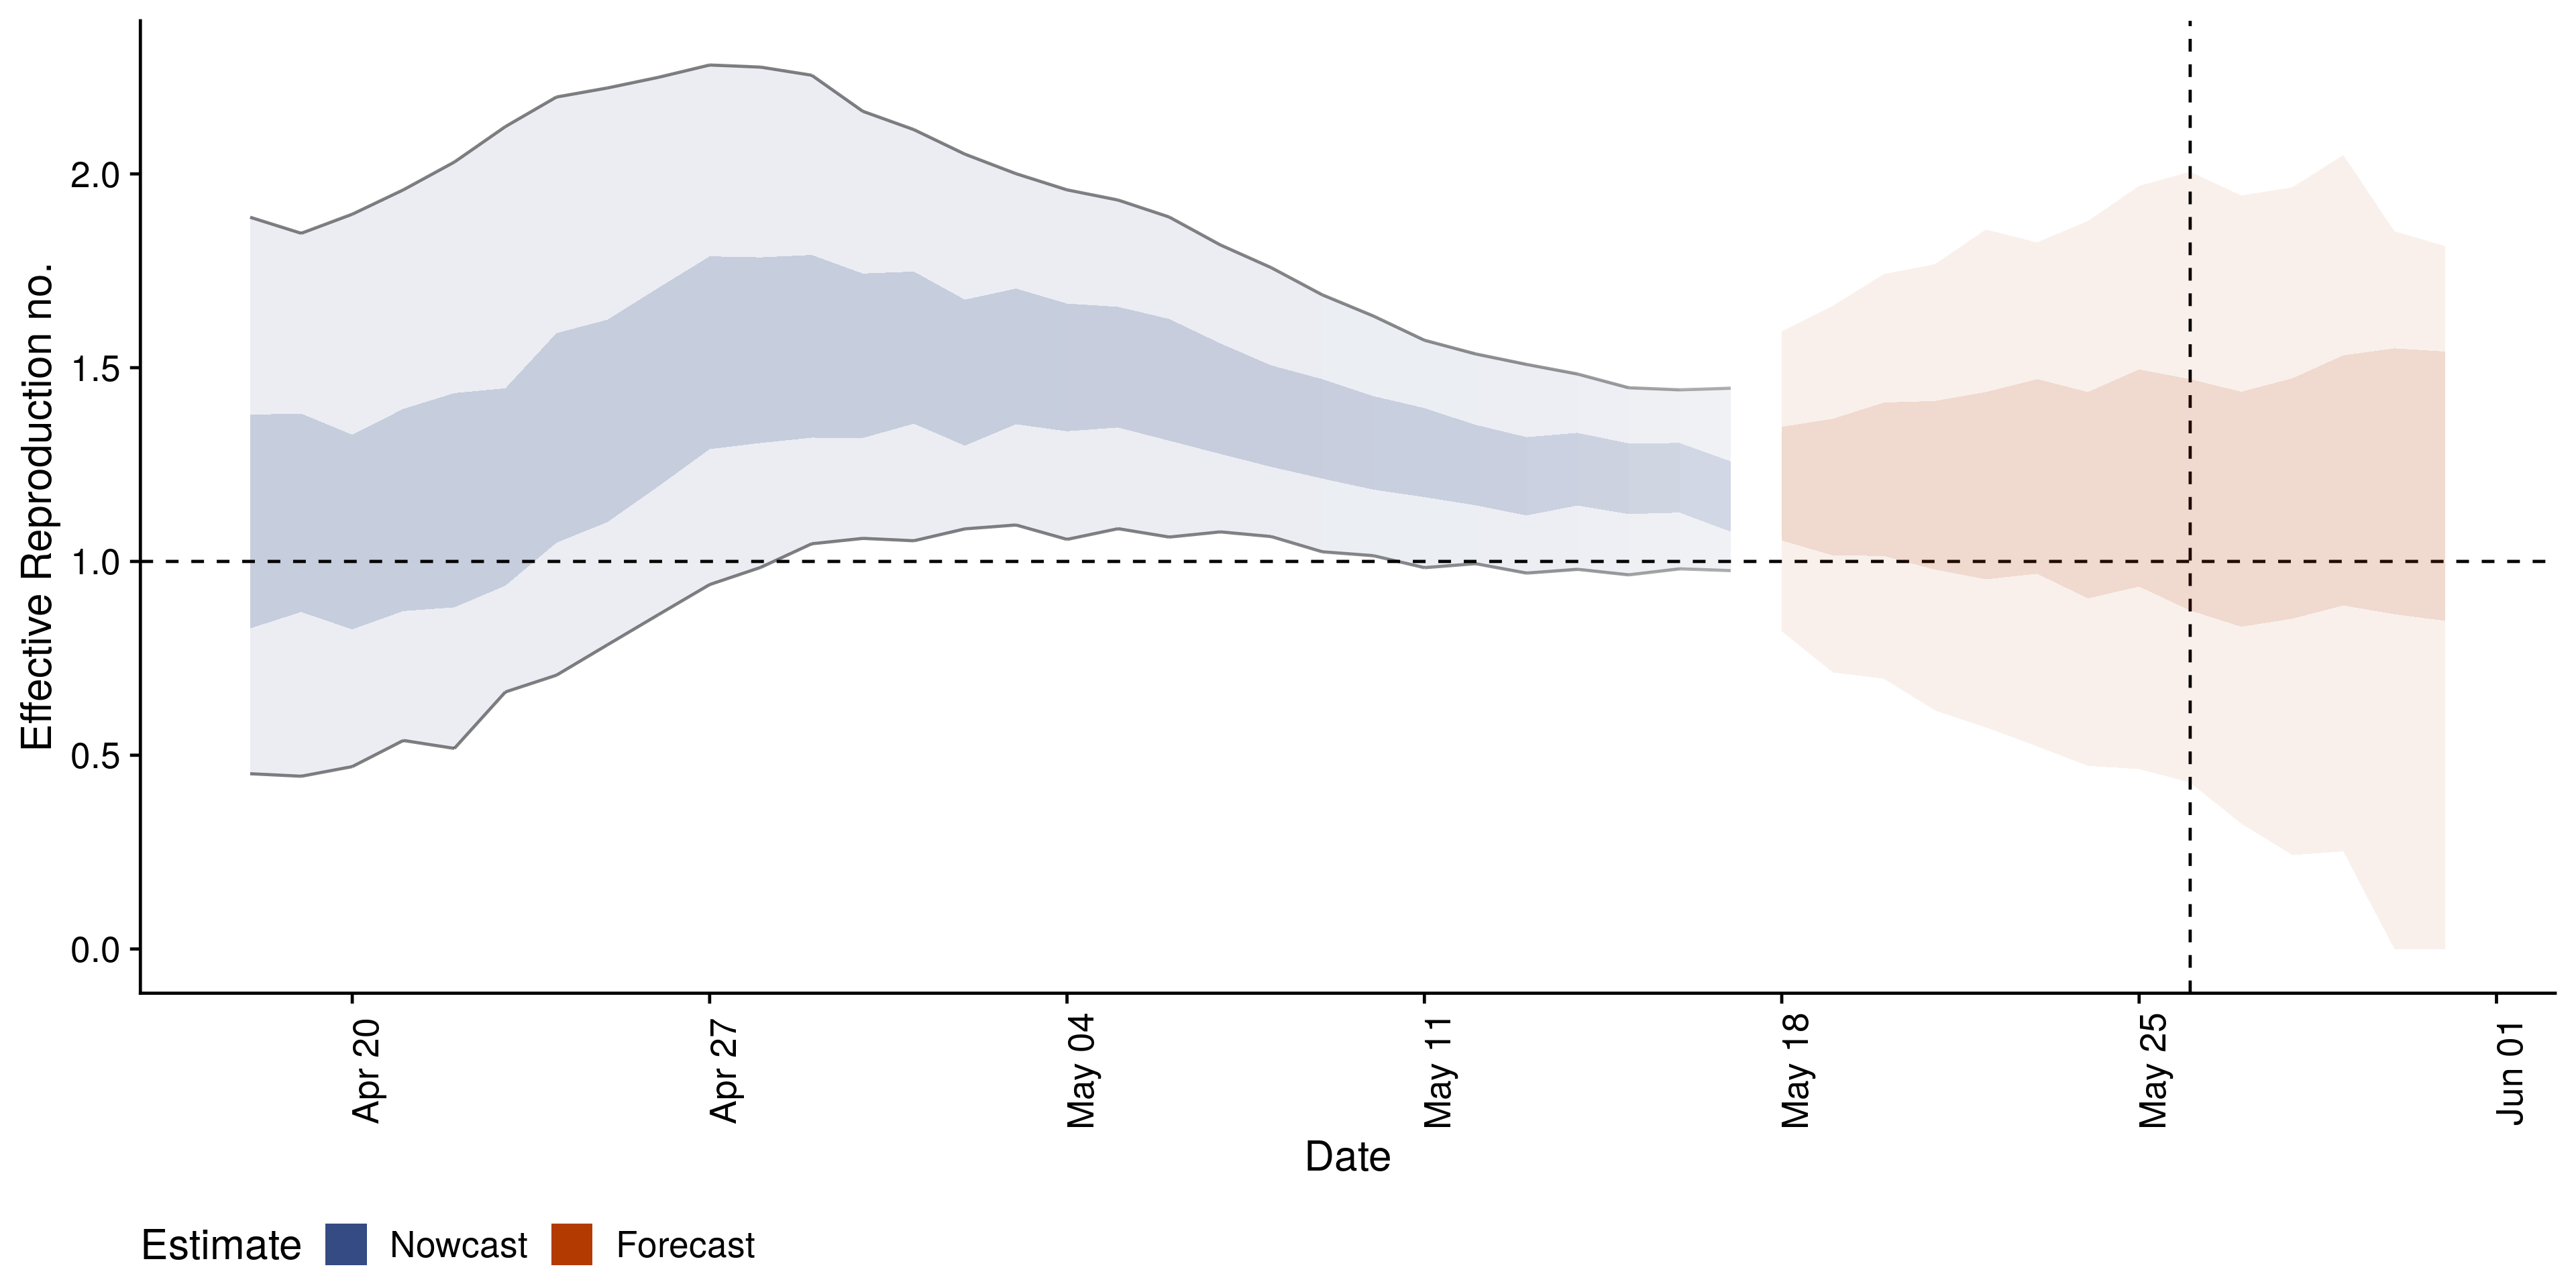 Effective Reproduction no.
2.0
1.5
1.0
0.5
0.0
Apr 20
Apr 27
May 04
May 11
May 18
May 25
Jun 01
Date
Estimate Nowcast Forecast